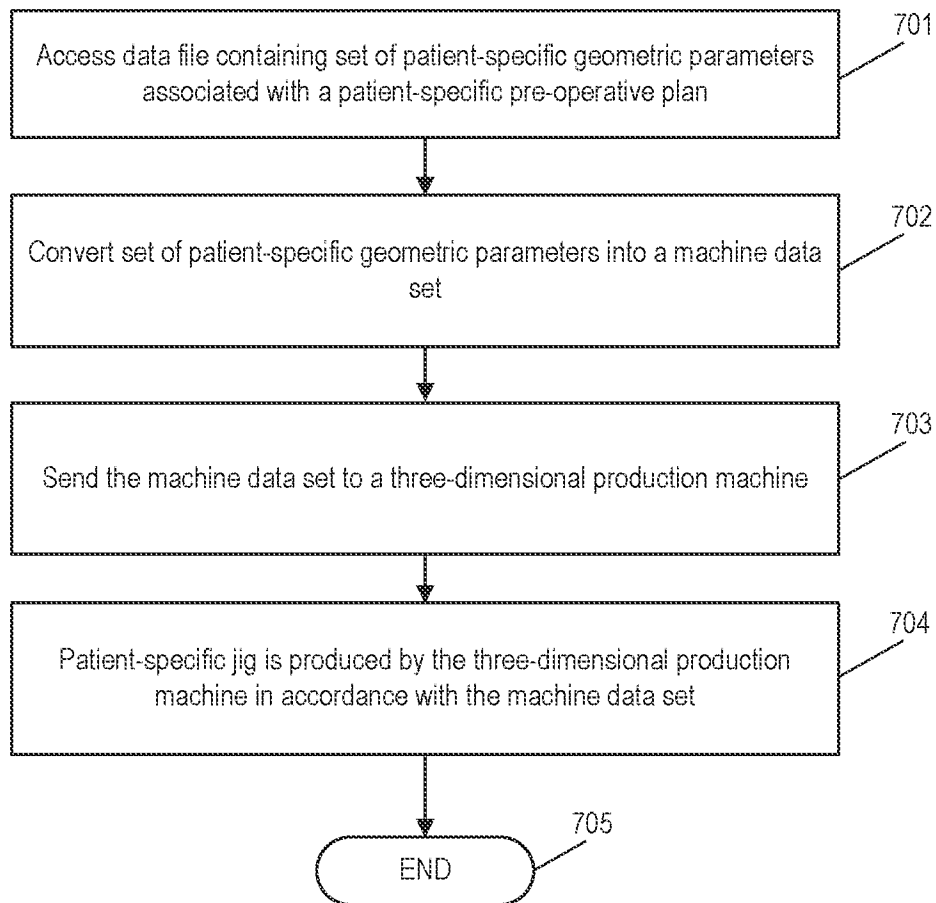 701
Access data file containing set of patient-specific geometric parameters
associated with a patient-specific pre-operative plan
702
Convert set of patient-specific geometric parameters into a machine data
set
703
Send the machine data set to a three-dimensional production machine
704
Patient-specific jig is produced by the three-dimensional production
machine in accordance with the machine data set
705
END